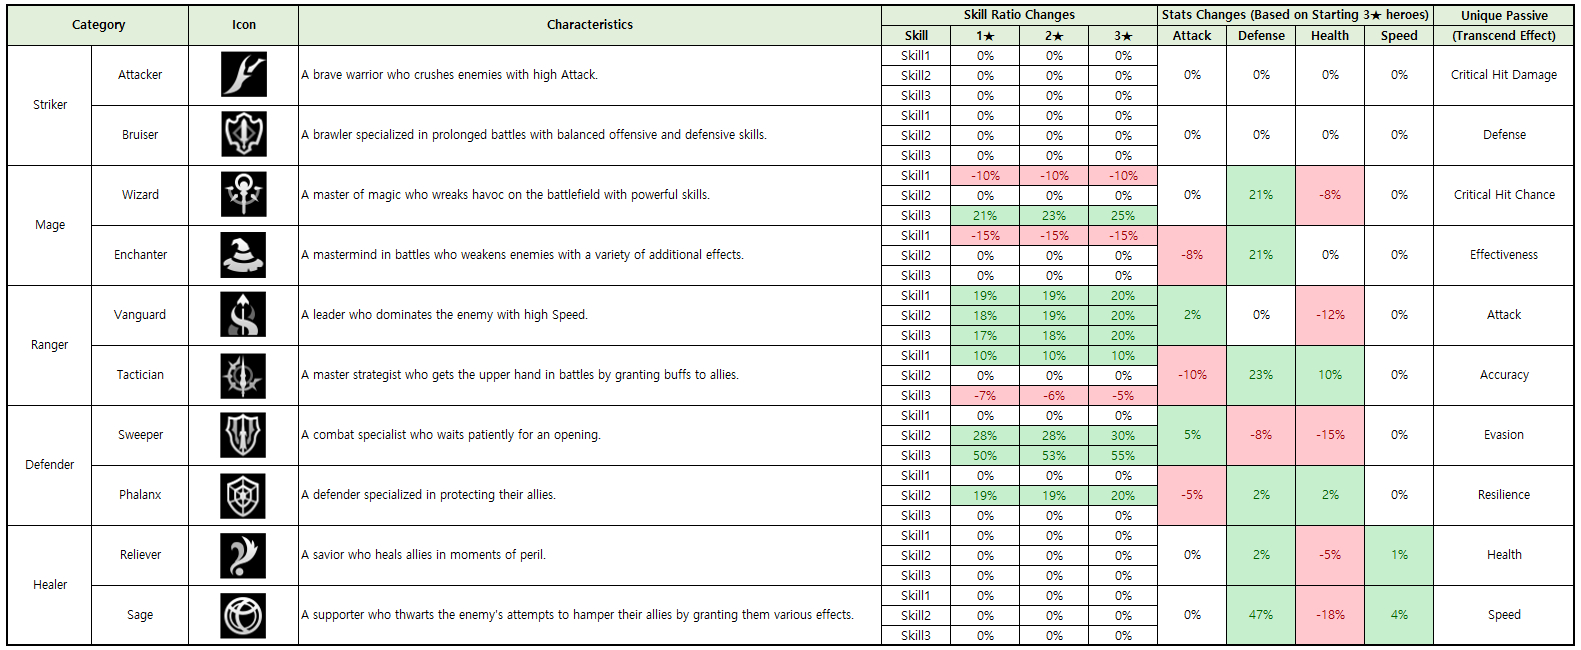 Category Icon Characteristics Skill Ratio Changes Stats Changes (Based on Starting 3★ heroes) Unique Passive
Skill 1★ 2★ 3★ Attack Defense Health Speed (Transcend Effect)
Skill1 0% 0% 0%
Striker Attacker A brave warrior who crushes enemies with high Attack. Skill2 0% 0% 0% 0% 0% 0% 0% Critical Hit Damage
Skill3 0% 0% 0%
Skill1 0% 0% 0%
Bruiser A brawler specialized in prolonged battles with balanced offensive and defensive skills. Skill2 0% 0% 0% 0% 0% 0% 0% Defense
Skill3 0% 0% 0%
Skill1 -10% -10% -10%
Mage Wizard A master of magic who wreaks havoc on the battlefield with powerful skills. Skill2 0% 0% 0% 0% 21% -8% 0% Critical Hit Chance
Skill3 21% 23% 25%
Skill1 -15% -15% -15%
Enchanter A mastermind in battles who weakens enemies with a variety of additional effects. Skill2 0% 0% 0% -8% 21% 0% 0% Effectiveness
Skill3 0% 0% 0%
Skill1 19% 19% 20%
Ranger Vanguard A leader who dominates the enemy with high Speed. Skill2 18% 19% 20% 2% 0% -12% 0% Attack
Skill3 17% 18% 20%
Skill1 10% 10% 10%
Tactician A master strategist who gets the upper hand in battles by granting buffs to allies. Skill2 0% 0% 0% -10% 23% 10% 0% Accuracy
Skill3 -7% -6% -5%
Skill1 0% 0% 0%
Defender Sweeper A combat specialist who waits patiently for an opening. Skill2 28% 28% 30% 5% -8% -15% 0% Evasion
Skill3 50% 53% 55%
Skill1 0% 0% 0%
Phalanx A defender specialized in protecting their allies. Skill2 19% 19% 20% -5% 2% 2% 0% Resilience
Skill3 0% 0% 0%
Skill1 0% 0% 0%
Healer Reliever A savior who heals allies in moments of peril. Skill2 0% 0% 0% 0% 2% -5% 1% Health
Skill3 0% 0% 0%
Skill1 0% 0% 0%
Sage A supporter who thwarts the enemy's attempts to hamper their allies by granting them various effects. Skill2 0% 0% 0% 0% 47% -18% 4% Speed
Skill3 0% 0% 0%